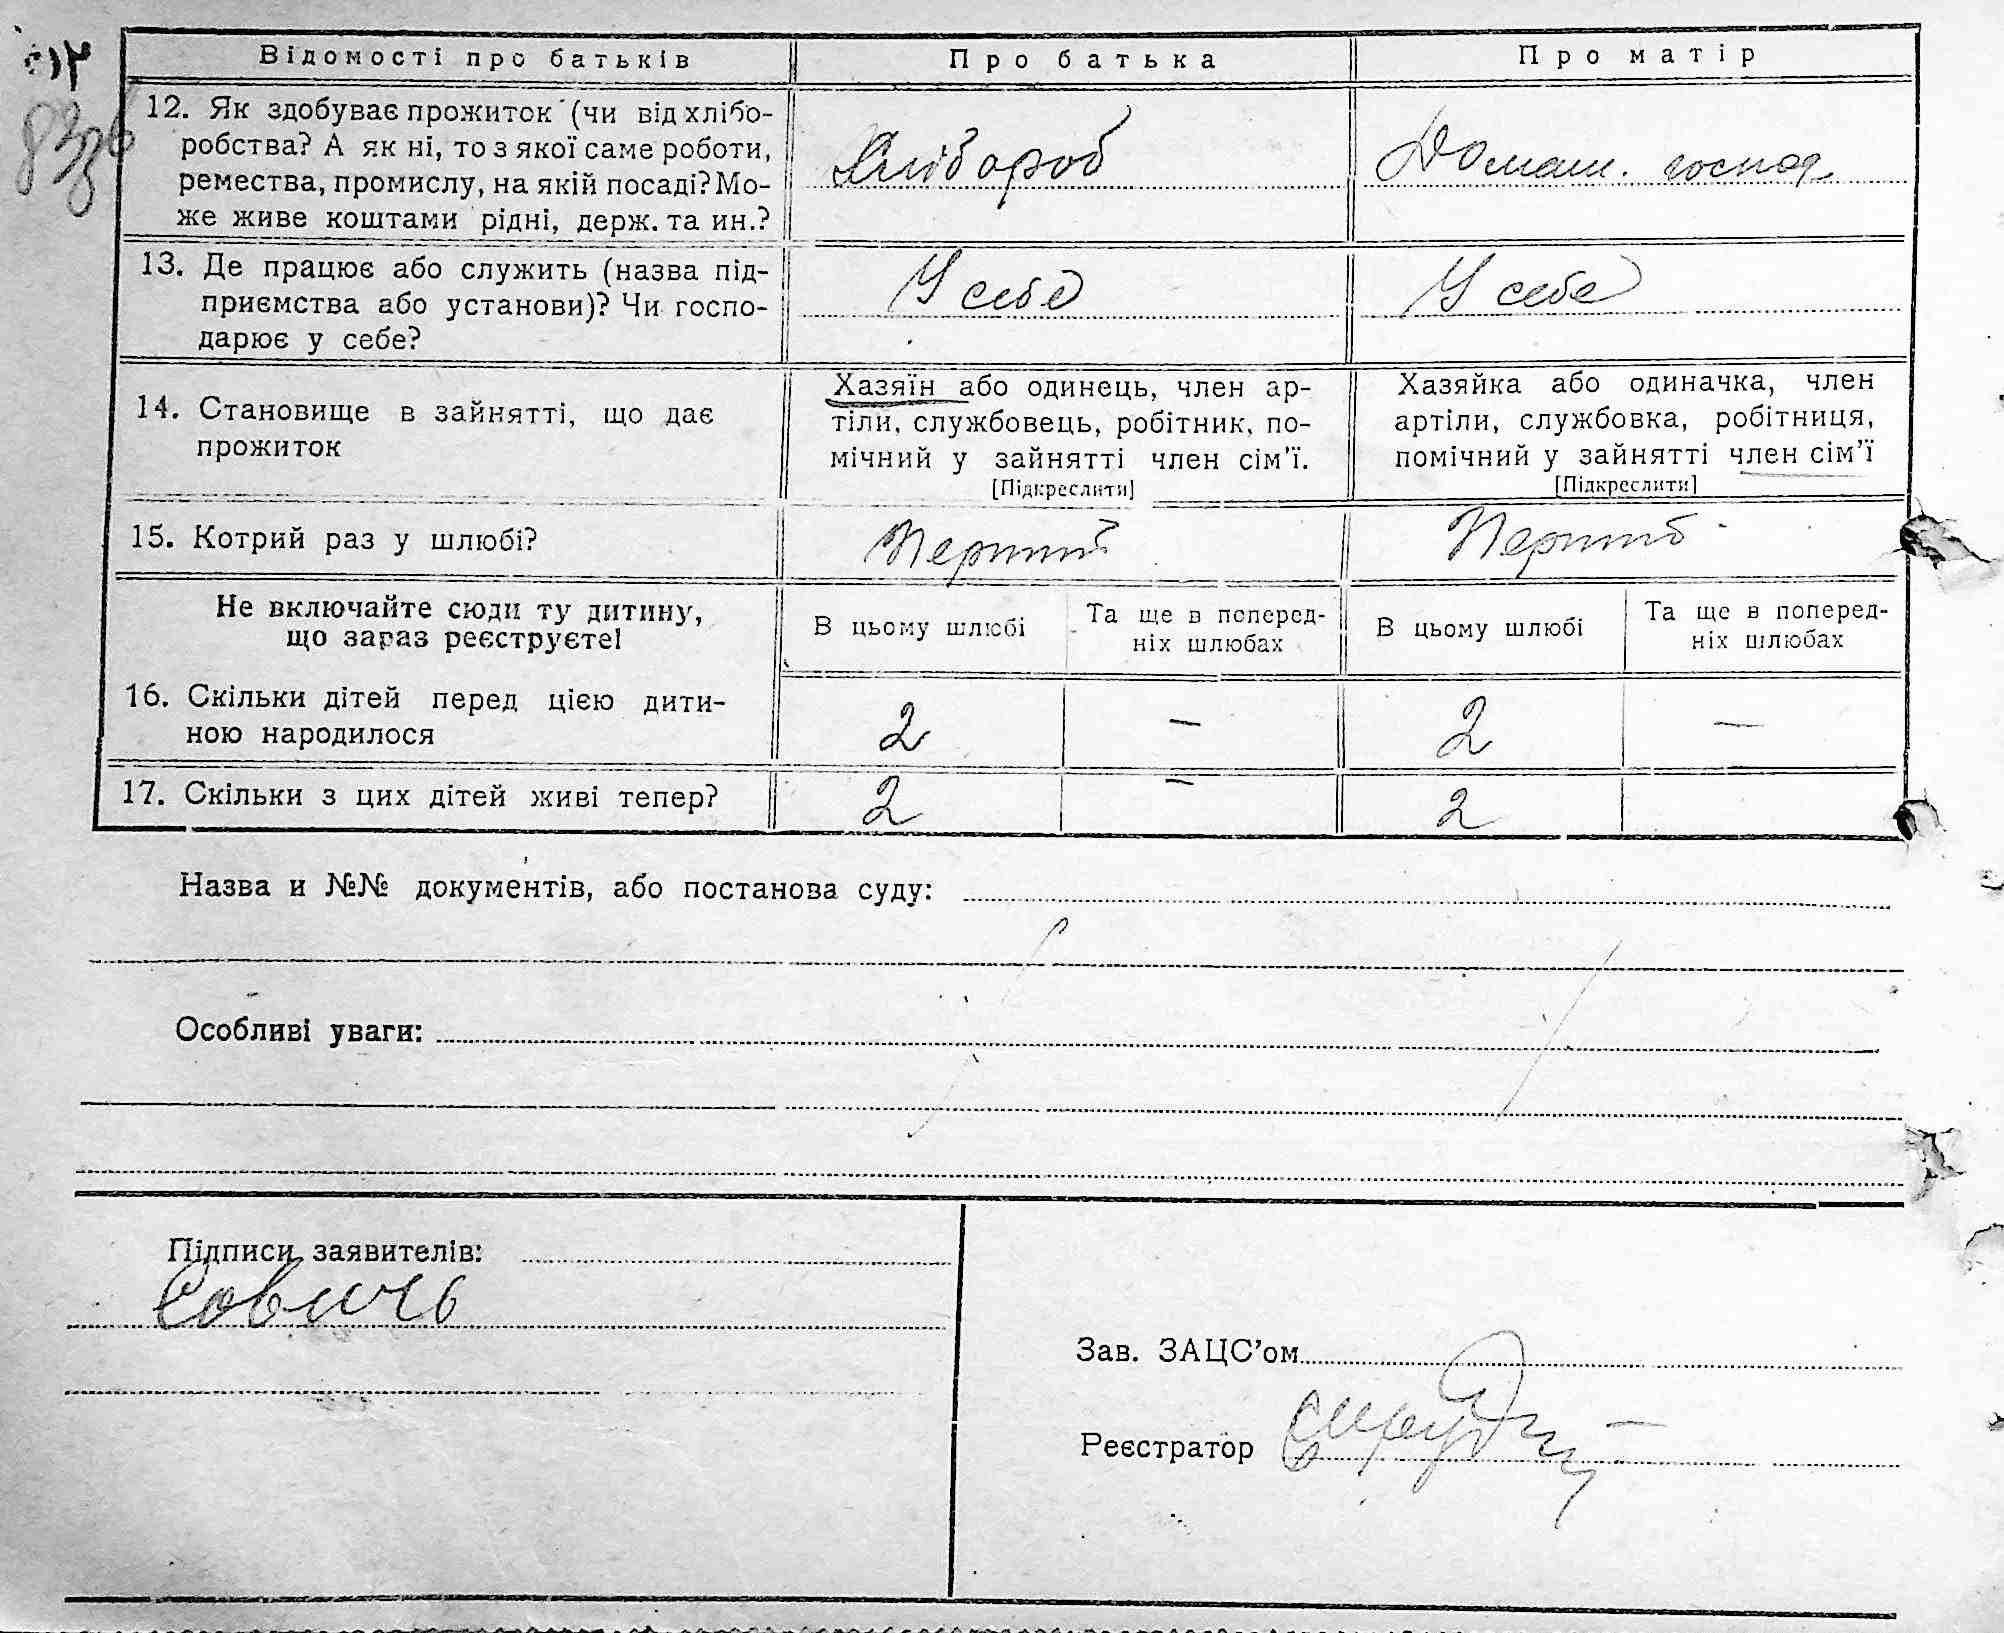 Відомості про батьків Про батька Про матір
12. Як здобуває прожиток (чи від хлібо-
робства? А як ні, то з якої саме роботи,
ремества, промислу, на якій посаді? Мо-
же живе коштами рідні, держ. та ин.?
Хлібороб
Домаш. господ
13. Де працює або служить (назва під-
приємства або установи)? Чи госпо-
дарює у себе?
У себе
У себе
14. Становище в зайнятті, що дає
прожиток
Хазяїн або одинець, член ар-
тіли, службовець, робітник, по-
мічний у зайнятті член сім'ї.
[Підкреслити]
Хазяйка або одиначка, член
артіли, службовка, робітниця,
помічний у зайнятті член сім'ї
[Підкреслити]
15. Котрий раз у шлюбі?
Перший
Перший
Не включайте сюди ту дитину,
що зараз реєструєте!
В цьому шлюбі
Та ще в поперед-
ніх шлюбах
В цьому шлюбі
Та ще в поперед-
ніх шлюбах
16. Скільки дітей перед цією дити-
ною народилося
2 — 2 —
17. Скільки з цих дітей живі тепер?
2 — 2
Назва и №№ документів, або постанова суду:
Особливі уваги:
Підписи заявителів:
Совичь
Зав. ЗАЦС'ом
Реєстратор